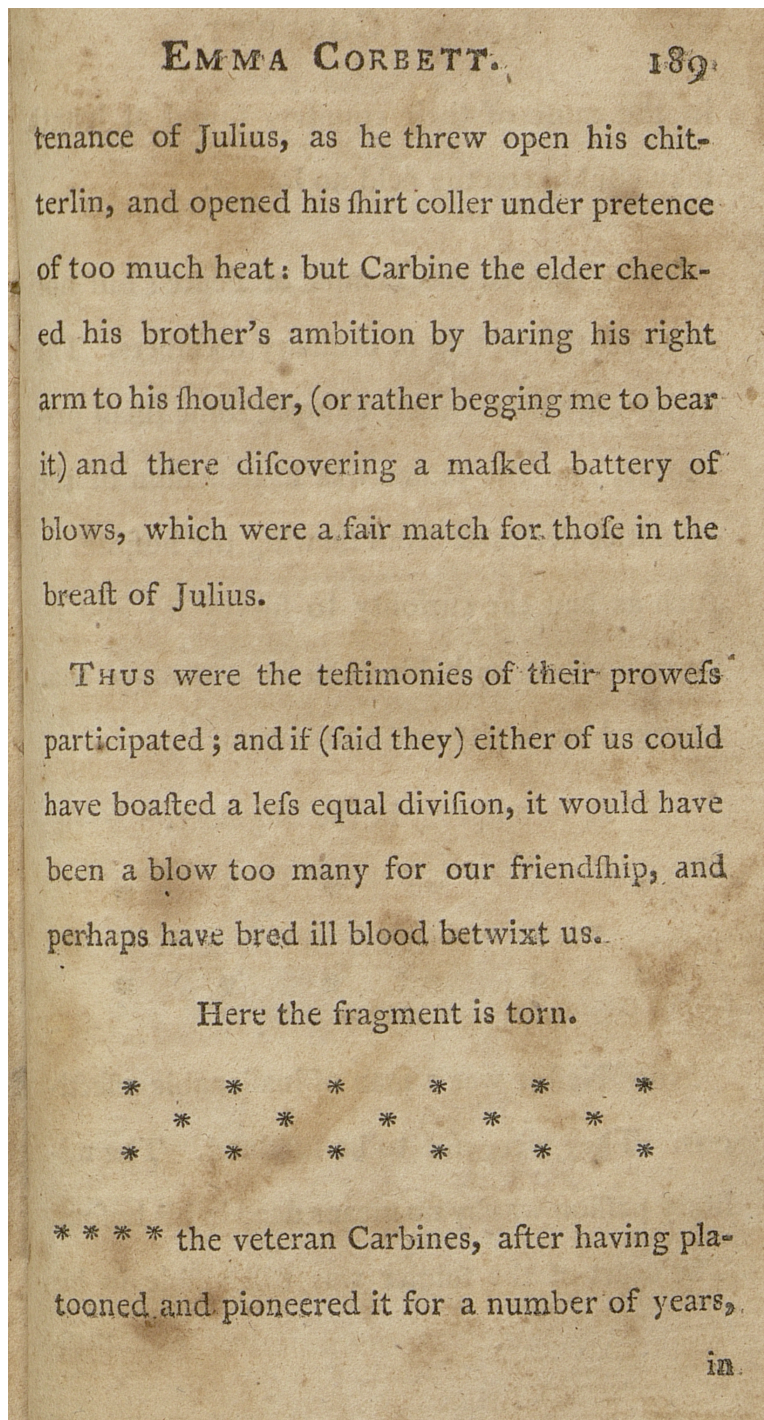 EMMA CORBETT. 189
tenance of Julius, as he threw open his chit-
terlin, and opened his ſhirt coller under pretence
of too much heat: but Carbine the elder check-
ed his brother's ambition by baring his right
arm to his ſhoulder, (or rather begging me to bear
it) and there diſcovering a maſked battery of
blows, which were a fair match for thoſe in the
breaſt of Julius.
THUS were the teſtimonies of their proweſs
participated; and if (ſaid they) either of us could
have boaſted a leſs equal diviſion, it would have
been a blow too many for our friendſhip, and
perhaps have bred ill blood betwixt us.
Here the fragment is torn.
* * * * * *
* * * * *
* * * * * *
* * * * the veteran Carbines, after having pla-
tooned and pioneered it for a number of years,
in